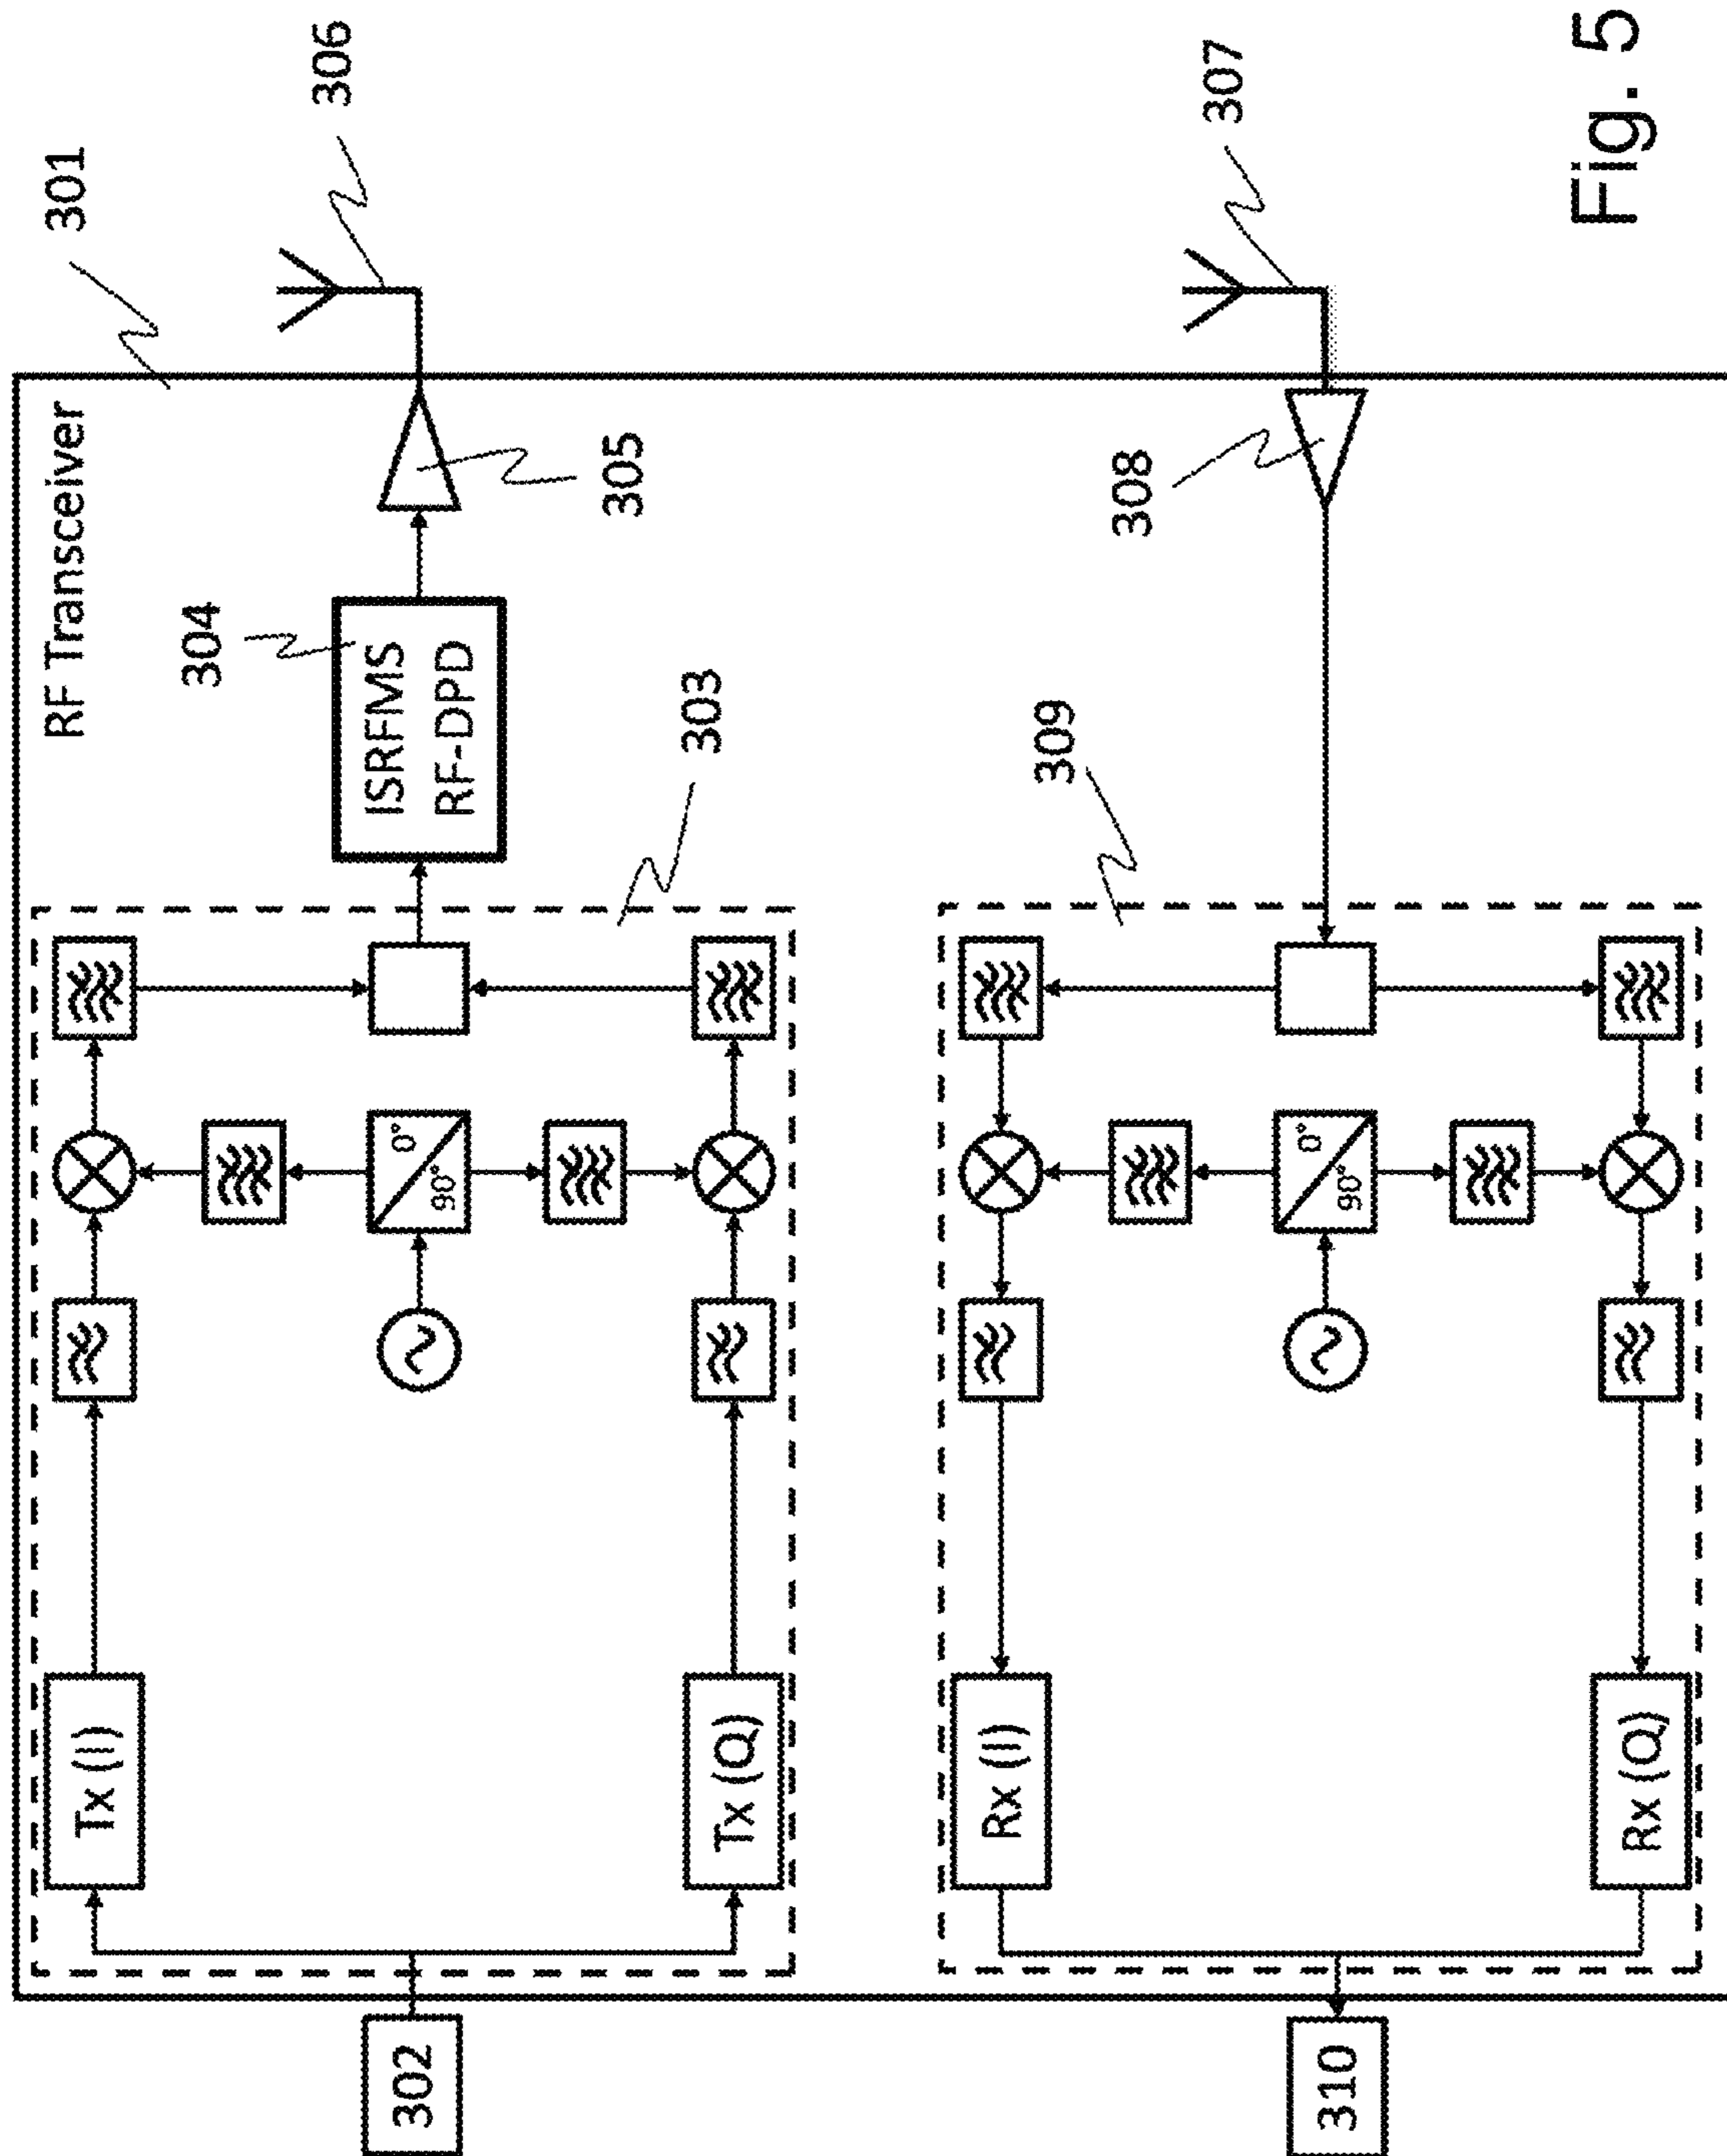 RF Transceiver
301
306
302
Tx (I)
Tx (Q)
0°
90°
303
304
ISRFMS
RF-DPD
305
307
308
309
0°
90°
Rx (I)
Rx (Q)
310
Fig. 5